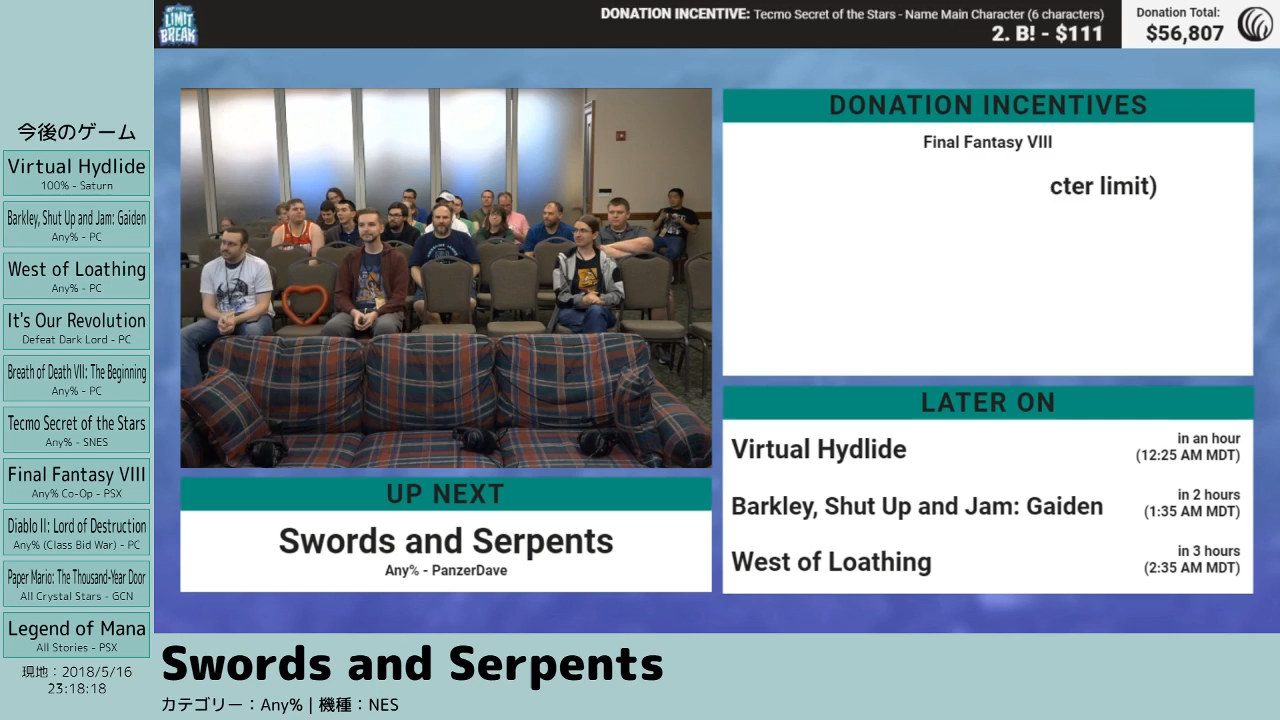 LIMIT
BREAK
DONATION INCENTIVE: Tecmo Secret of the Stars - Name Main Character (6 characters)
2. B! - $111
Donation Total:
$56,807
今後のゲーム
Virtual Hydlide
100% - Saturn
Barkley, Shut Up and Jam: Gaiden
Any% - PC
West of Loathing
Any% - PC
It's Our Revolution
Defeat Dark Lord - PC
Breath of Death VII: The Beginning
Any% - PC
Tecmo Secret of the Stars
Any% - SNES
Final Fantasy VIII
Any% Co-Op - PSX
Diablo II: Lord of Destruction
Any% (Class Bid War) - PC
Paper Mario: The Thousand-Year Door
All Crystal Stars - GCN
Legend of Mana
All Stories - PSX
現地：2018/5/16
23:18:18
UP NEXT
Swords and Serpents
Any% - PanzerDave
DONATION INCENTIVES
Final Fantasy VIII
cter limit)
LATER ON
Virtual Hydlide
in an hour
(12:25 AM MDT)
Barkley, Shut Up and Jam: Gaiden
in 2 hours
(1:35 AM MDT)
West of Loathing
in 3 hours
(2:35 AM MDT)
Swords and Serpents
カテゴリー：Any% | 機種：NES